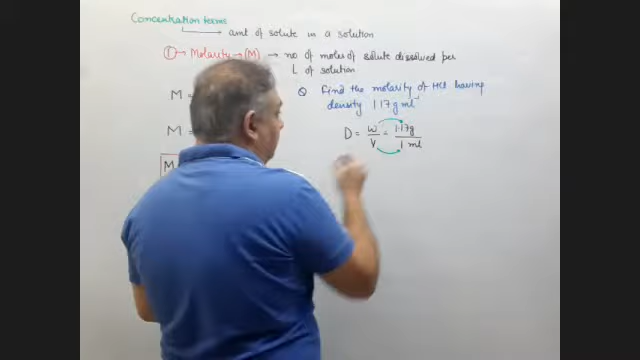 Concentration terms
→ amt of solute in a solution
① → Molarity → (M) → no of moles of solute dissolved per
L of solution
M =
Q Find the molarity of HCl having
density 1.17 g ml⁻¹
M =
D = W/V = 1.17g/1 ml
M